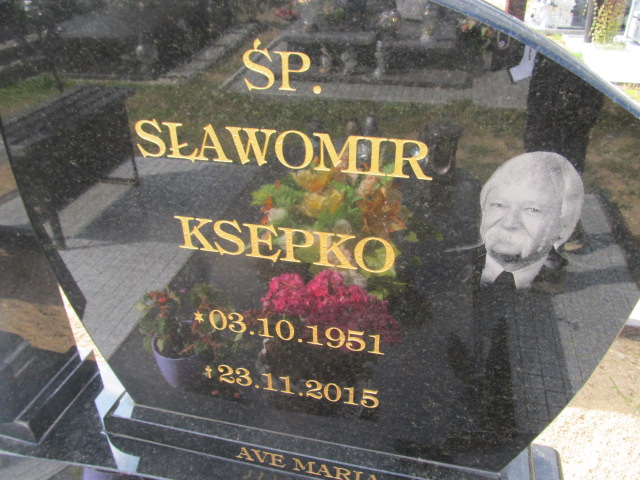 ŚP.
SŁAWOMIR
KSEPKO
*03.10.1951
†23.11.2015
AVE MARIA